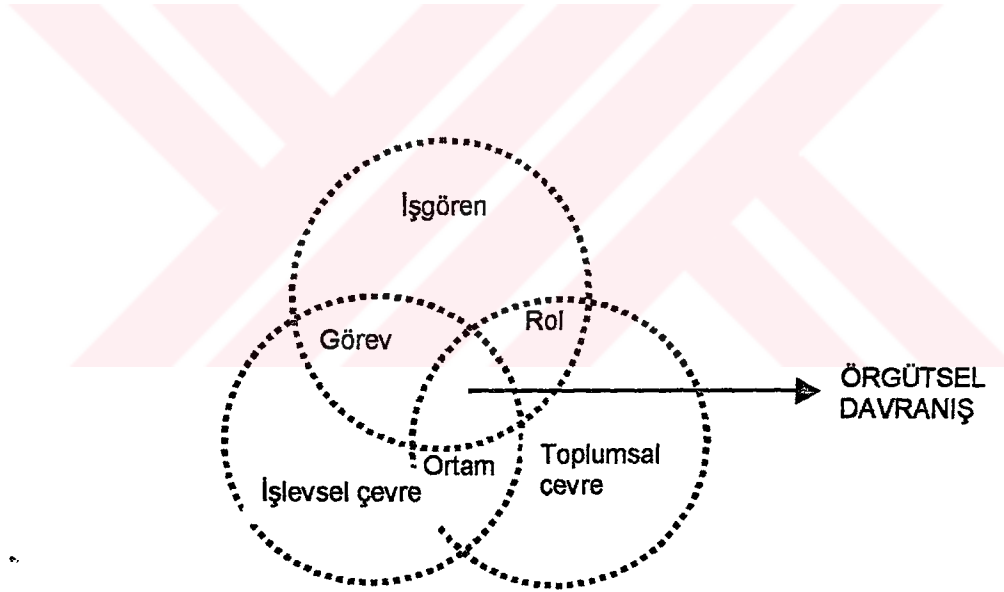 İşgören
Görev
Rol
ÖRGÜTSEL
DAVRANIŞ
Ortam
Toplumsal
çevre
İşlevsel çevre